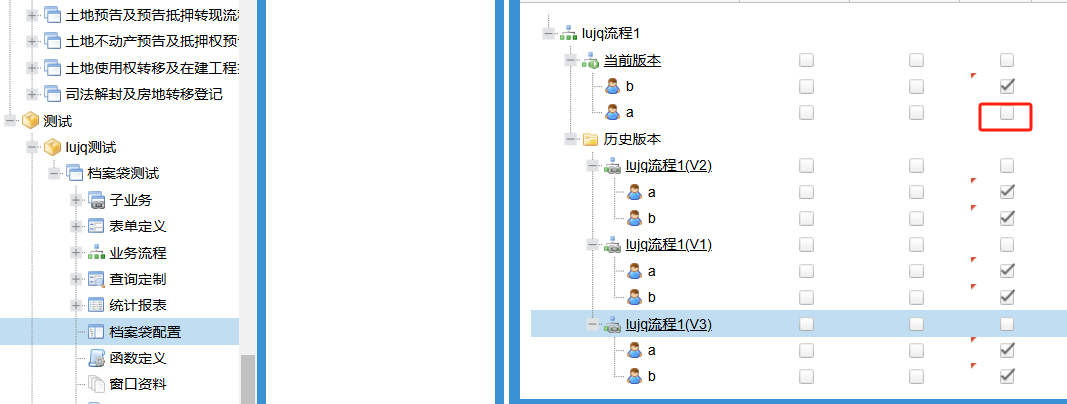 土地预告及预告抵押转现流
土地不动产预告及抵押权预
土地使用权转移及在建工程
司法解封及房地转移登记
测试
lujq测试
档案袋测试
子业务
表单定义
业务流程
查询定制
统计报表
档案袋配置
函数定义
窗口资料
lujq流程1
当前版本
b
a
历史版本
lujq流程1(V2)
a
b
lujq流程1(V1)
a
b
lujq流程1(V3)
a
b